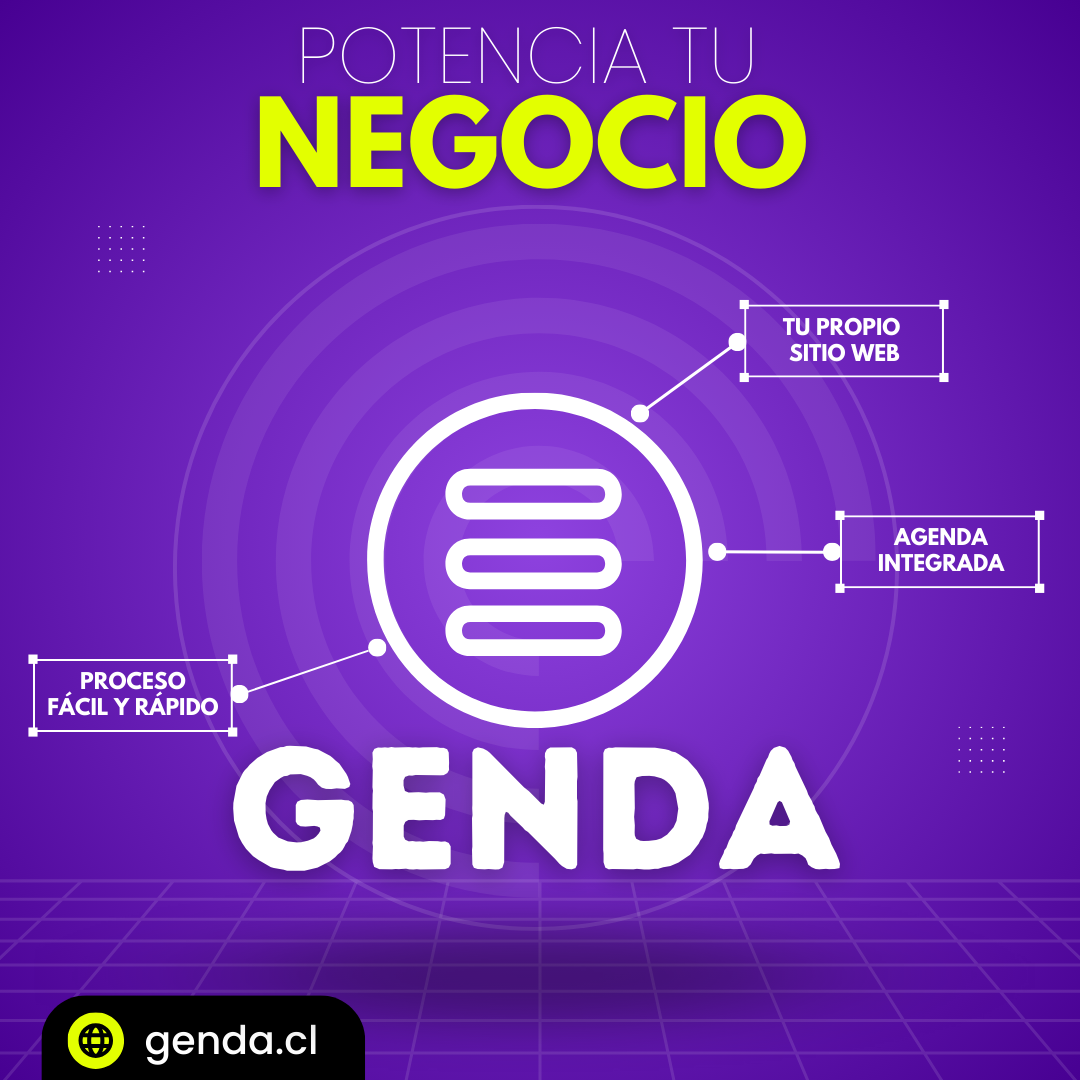 POTENCIA TU
NEGOCIO
TU PROPIO
SITIO WEB
AGENDA
INTEGRADA
PROCESO
FÁCIL Y RÁPIDO
GENDA
genda.cl